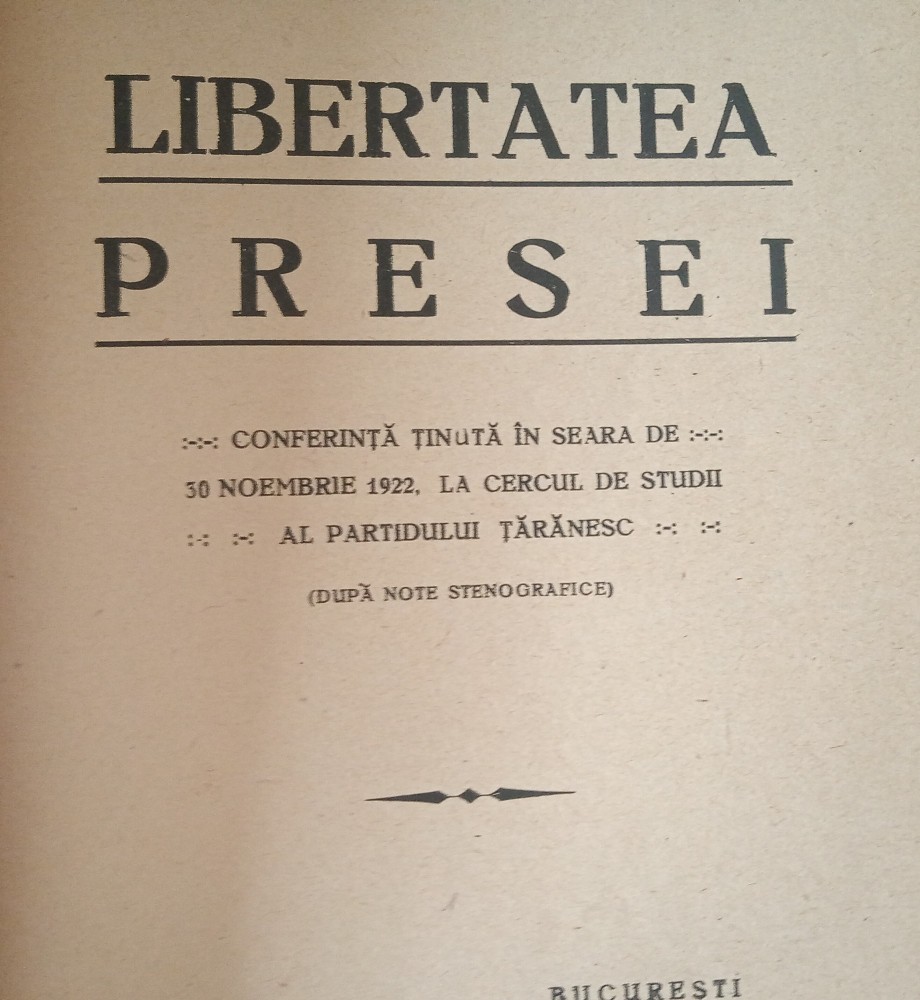 LIBERTATEA
PRESEI
:-:-: CONFERINȚĂ ȚINUTĂ ÎN SEARA DE :-:-:
30 NOEMBRIE 1922, LA CERCUL DE STUDII
:-: :-: AL PARTIDULUI ȚĂRĂNESC :-: :-:
(DUPĂ NOTE STENOGRAFICE)
BUCUREȘTI